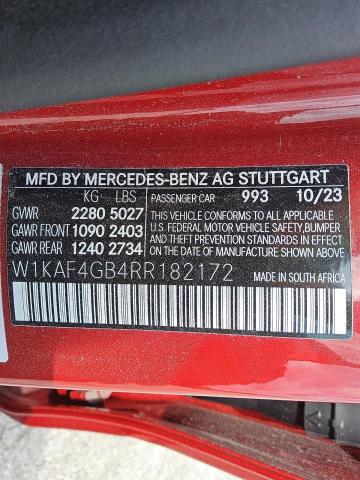 MFD BY MERCEDES-BENZ AG STUTTGART
KG LBS PASSENGER CAR 993 10/23
GVWR 2280 5027
GAWR FRONT 1090 2403
GAWR REAR 1240 2734
THIS VEHICLE CONFORMS TO ALL APPLICABLE
U.S. FEDERAL MOTOR VEHICLE SAFETY,BUMPER
AND THEFT PREVENTION STANDARDS IN EFFECT
ON THE DATE OF MANUFACTURE SHOWN ABOVE.
W1KAF4GB4RR182172 MADE IN SOUTH AFRICA